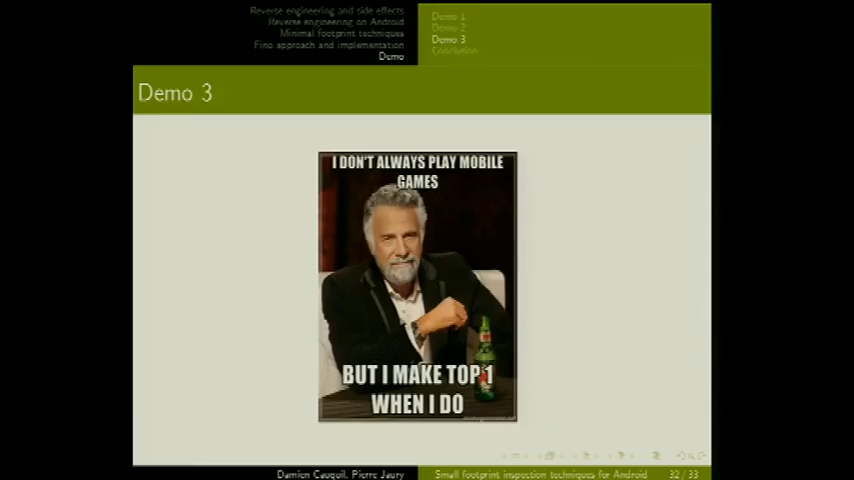 Reverse engineering and side effects
Reverse engineering on Android
Minimal footprint techniques
Fino approach and implementation
Demo
Demo 1
Demo 2
Demo 3
Conclusion
Demo 3
I DON'T ALWAYS PLAY MOBILE
GAMES
BUT I MAKE TOP 1
WHEN I DO
Damien Cauquil, Pierre Jaury
Small footprint inspection techniques for Android
32 / 33